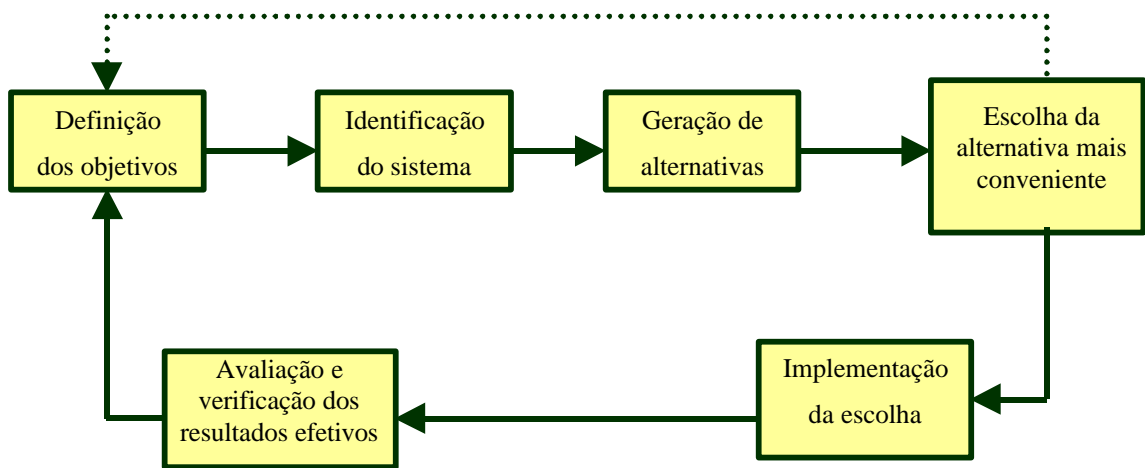 Definição
dos objetivos
Identificação
do sistema
Geração de
alternativas
Escolha da
alternativa mais
conveniente
Implementação
da escolha
Avaliação e
verificação dos
resultados efetivos